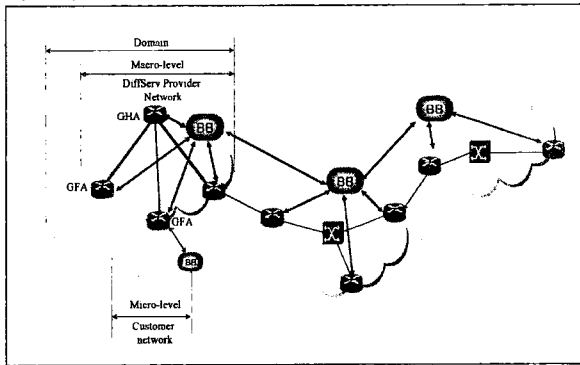 Domain
Macro-level
DiffServ Provider
Network
GHA
BB
BB
GFA
BB
GFA
BB
Micro-level
Customer
network